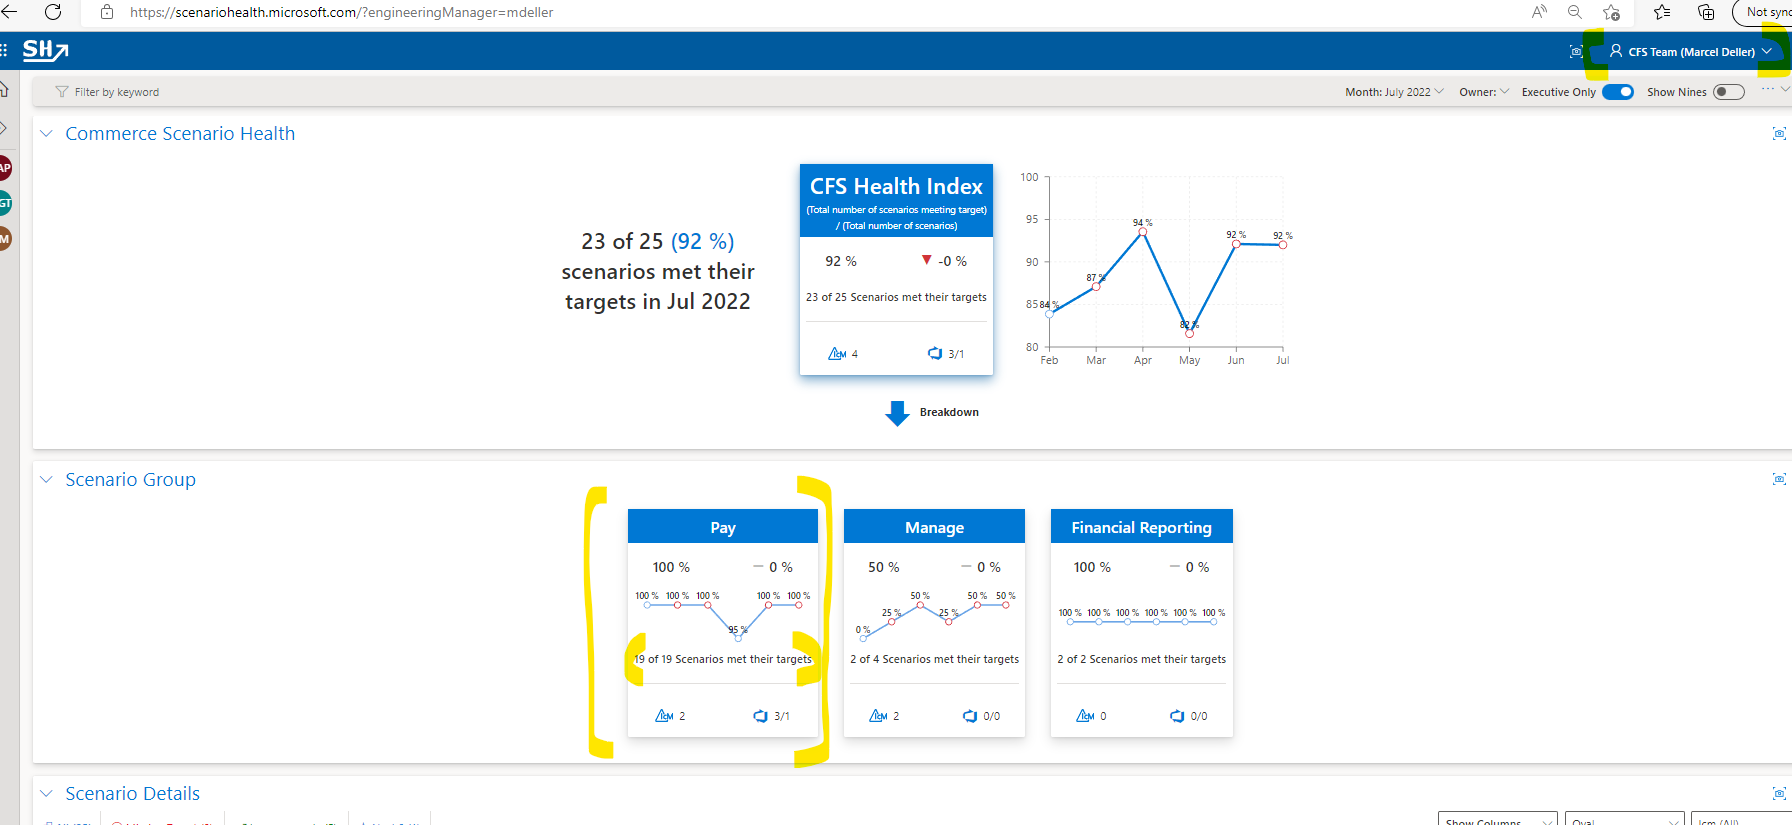 https://scenariohealth.microsoft.com/?engineeringManager=mdeller
Not sync
SH
CFS Team (Marcel Deller)
Filter by keyword
Month: July 2022
Owner:
Executive Only
Show Nines
Commerce Scenario Health
23 of 25 (92 %)
scenarios met their
targets in Jul 2022
CFS Health Index
(Total number of scenarios meeting target)
/ (Total number of scenarios)
92 %
-0 %
23 of 25 Scenarios met their targets
IcM 4
3/1
100
95
90
85
80
84 %
87 %
94 %
82 %
92 %
92 %
Feb
Mar
Apr
May
Jun
Jul
Breakdown
AP
GT
M
Scenario Group
Pay
100 %
0 %
100 % 100 % 100 % 95 % 100 % 100 %
19 of 19 Scenarios met their targets
IcM 2
3/1
Manage
50 %
0 %
0 % 25 % 50 % 25 % 50 % 50 %
2 of 4 Scenarios met their targets
IcM 2
0/0
Financial Reporting
100 %
0 %
100 % 100 % 100 % 100 % 100 % 100 %
2 of 2 Scenarios met their targets
IcM 0
0/0
Scenario Details
Show Columns
Icm (All)